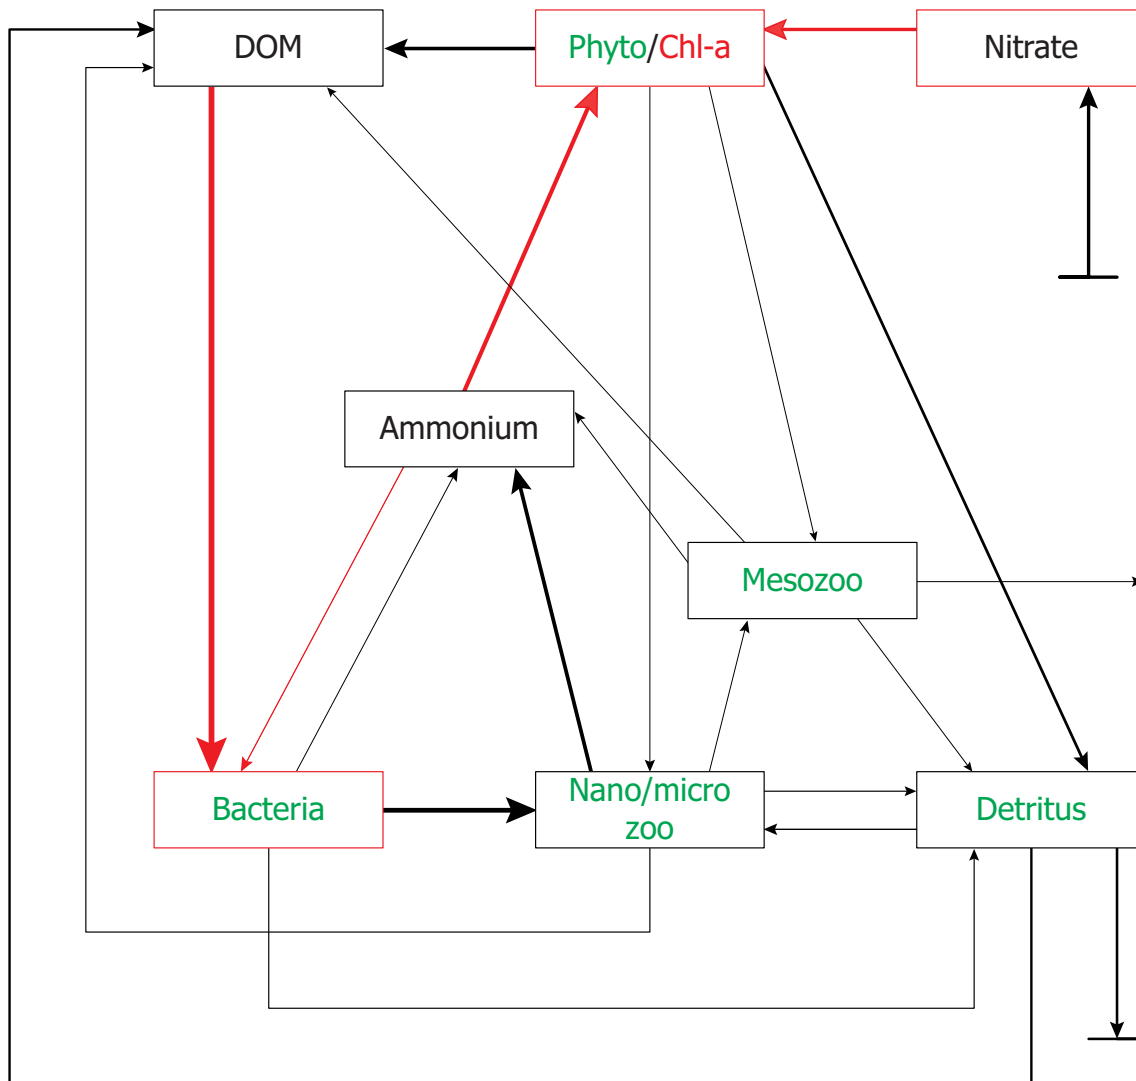 DOM
Phyto/Chl-a
Nitrate
Ammonium
Mesozoo
Bacteria
Nano/micro
zoo
Detritus